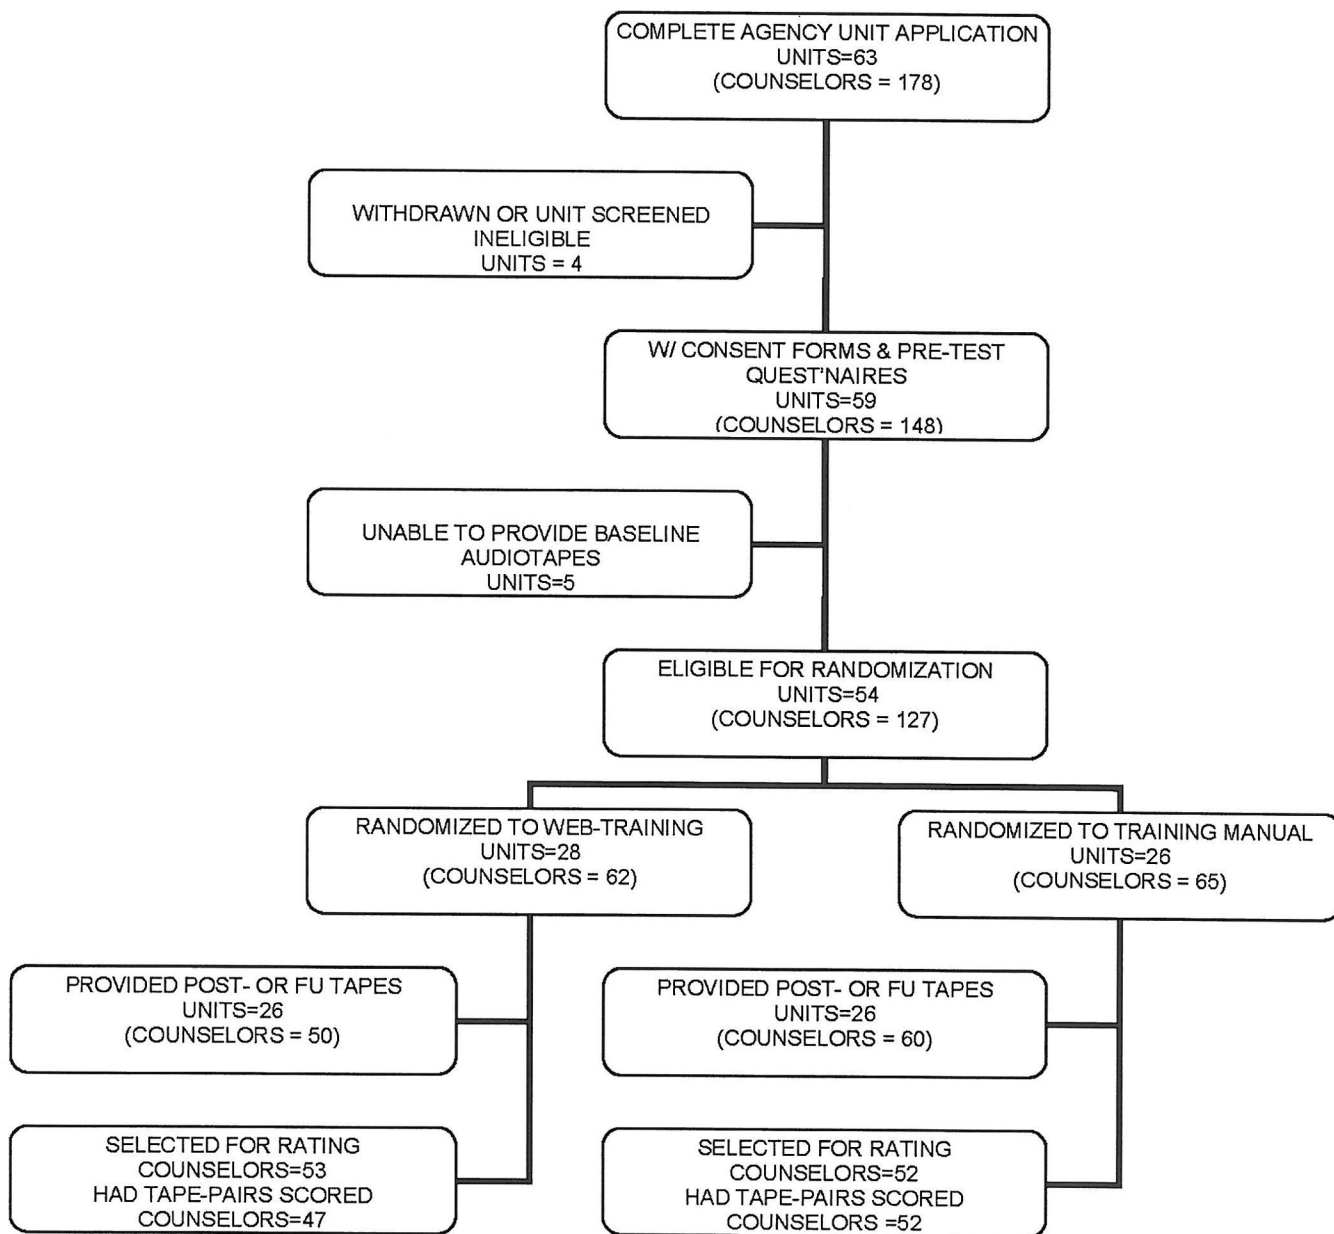 COMPLETE AGENCY UNIT APPLICATION
UNITS=63
(COUNSELORS = 178)
WITHDRAWN OR UNIT SCREENED
INELIGIBLE
UNITS = 4
W/ CONSENT FORMS & PRE-TEST
QUEST'NAIRES
UNITS=59
(COUNSELORS = 148)
UNABLE TO PROVIDE BASELINE
AUDIOTAPES
UNITS=5
ELIGIBLE FOR RANDOMIZATION
UNITS=54
(COUNSELORS = 127)
RANDOMIZED TO WEB-TRAINING
UNITS=28
(COUNSELORS = 62)
RANDOMIZED TO TRAINING MANUAL
UNITS=26
(COUNSELORS = 65)
PROVIDED POST- OR FU TAPES
UNITS=26
(COUNSELORS = 50)
PROVIDED POST- OR FU TAPES
UNITS=26
(COUNSELORS = 60)
SELECTED FOR RATING
COUNSELORS=53
HAD TAPE-PAIRS SCORED
COUNSELORS=47
SELECTED FOR RATING
COUNSELORS=52
HAD TAPE-PAIRS SCORED
COUNSELORS =52